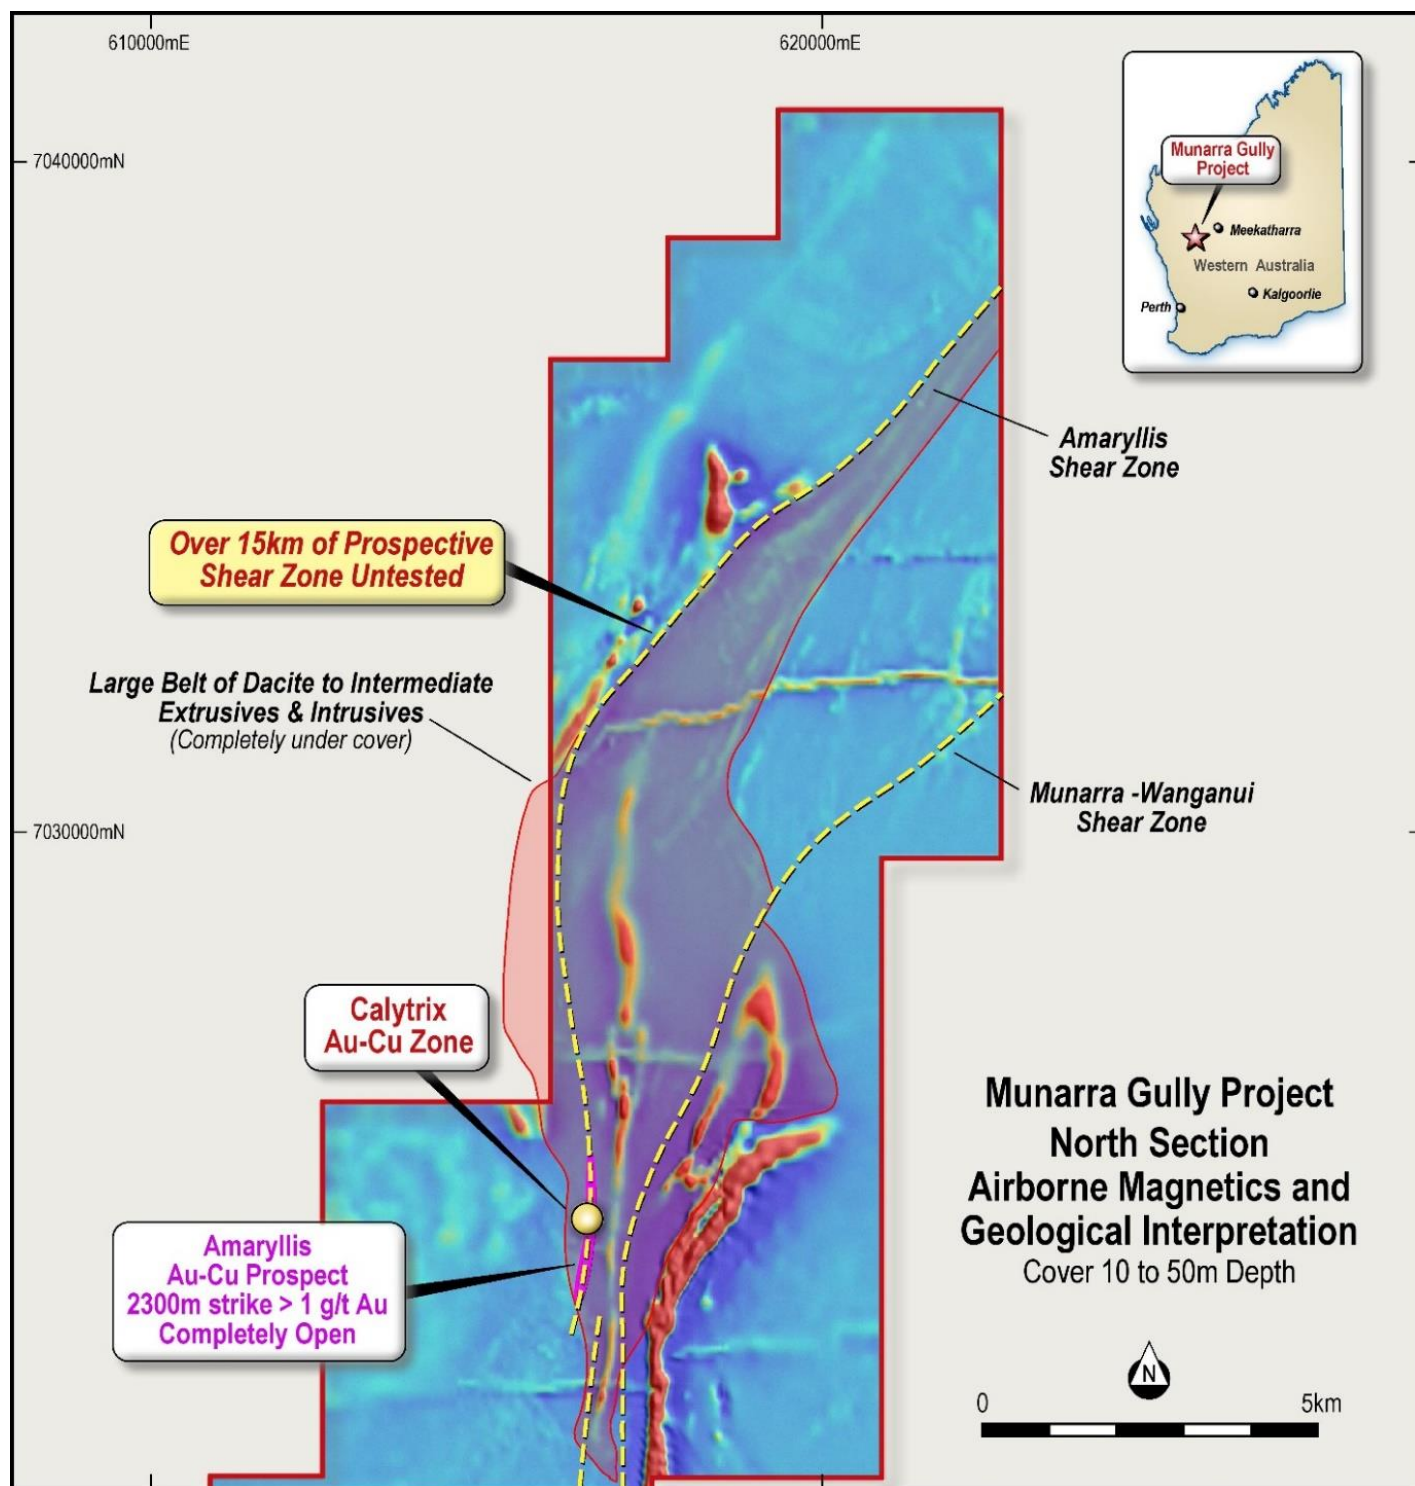 610000mE
620000mE
7040000mN
Munarra Gully
Project
Meekatharra
Western Australia
Kalgoorlie
Perth
Amaryllis
Shear Zone
Over 15km of Prospective
Shear Zone Untested
Large Belt of Dacite to Intermediate
Extrusives & Intrusives
(Completely under cover)
Munarra -Wanganui
Shear Zone
7030000mN
Calytrix
Au-Cu Zone
Munarra Gully Project
North Section
Airborne Magnetics and
Geological Interpretation
Cover 10 to 50m Depth
Amaryllis
Au-Cu Prospect
2300m strike > 1 g/t Au
Completely Open
N
0
5km